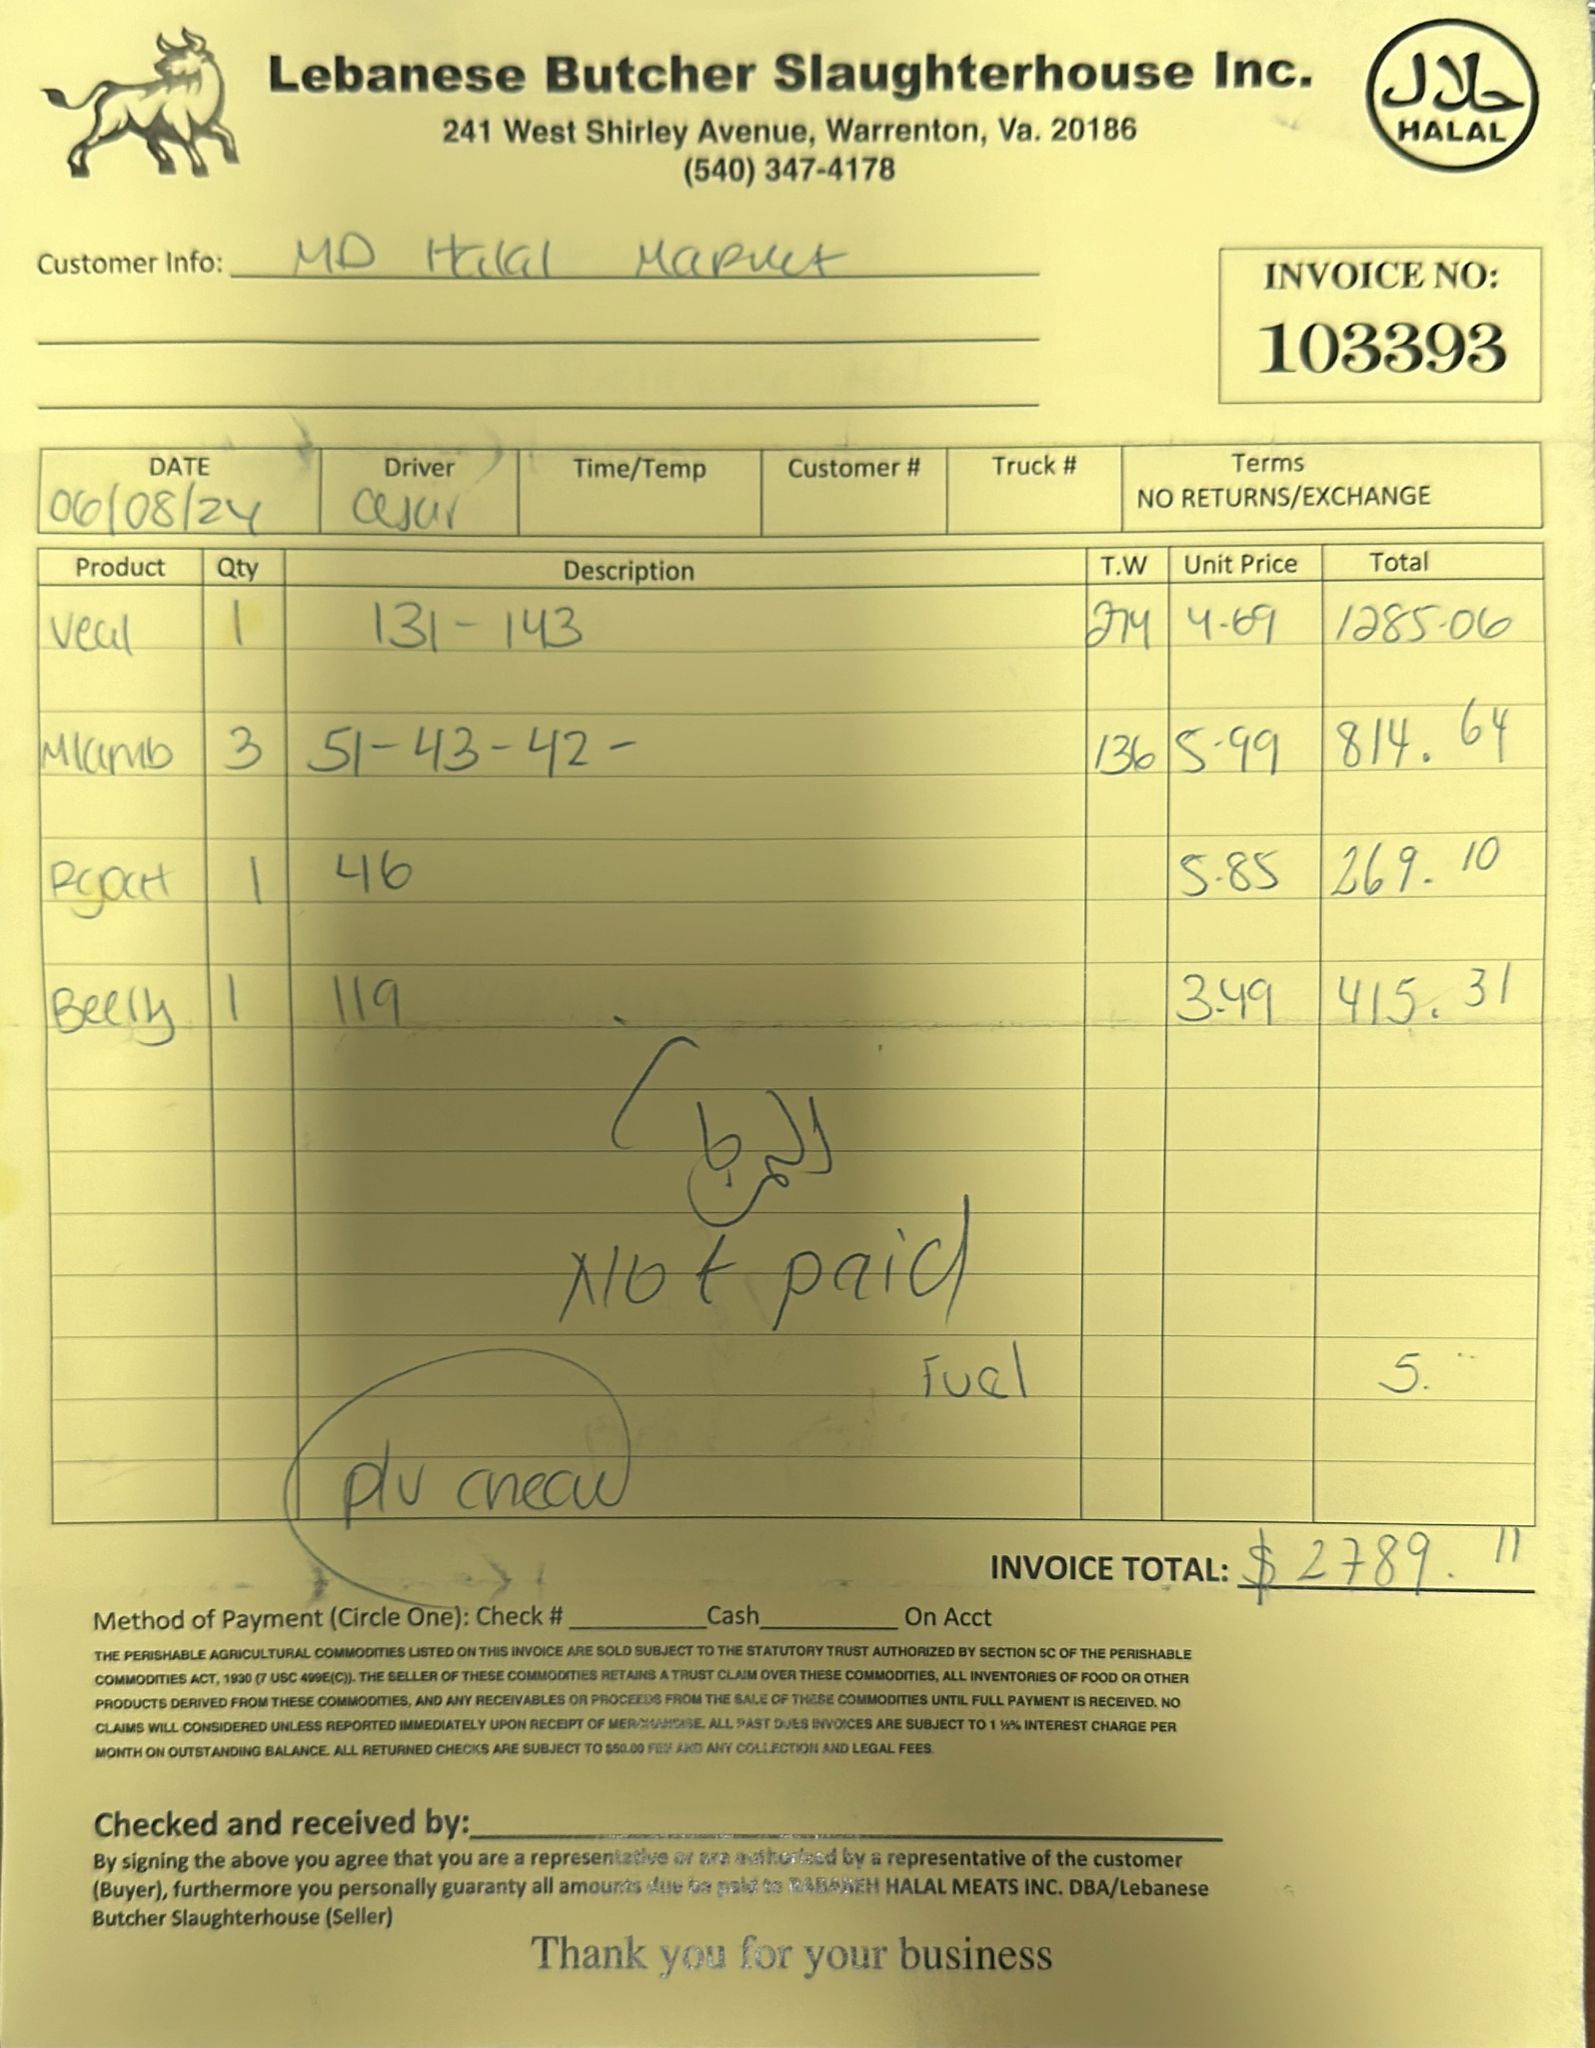 Lebanese Butcher Slaughterhouse Inc.
241 West Shirley Avenue, Warrenton, Va. 20186
(540) 347-4178
حلال
HALAL
Customer Info: MD Halal Market
INVOICE NO:
103393
DATE Driver Time/Temp Customer # Truck # Terms
06/08/24 Cesar NO RETURNS/EXCHANGE
Product Qty Description T.W Unit Price Total
Veal 1 131-143 274 4.69 1285.06
Mlamb 3 51-43-42- 136 5.99 814.64
Rgoat 1 46 5.85 269.10
Beelly 1 119 3.49 415.31
Not paid
Fuel 5.
p/u check
INVOICE TOTAL: $2789.11
Method of Payment (Circle One): Check # Cash On Acct
THE PERISHABLE AGRICULTURAL COMMODITIES LISTED ON THIS INVOICE ARE SOLD SUBJECT TO THE STATUTORY TRUST AUTHORIZED BY SECTION 5C OF THE PERISHABLE
COMMODITIES ACT, 1930 (7 USC 499E(C)). THE SELLER OF THESE COMMODITIES RETAINS A TRUST CLAIM OVER THESE COMMODITIES, ALL INVENTORIES OF FOOD OR OTHER
PRODUCTS DERIVED FROM THESE COMMODITIES, AND ANY RECEIVABLES OR PROCEEDS FROM THE SALE OF THESE COMMODITIES UNTIL FULL PAYMENT IS RECEIVED. NO
CLAIMS WILL CONSIDERED UNLESS REPORTED IMMEDIATELY UPON RECEIPT OF MERCHANDISE. ALL PAST DUES INVOICES ARE SUBJECT TO 1 ½% INTEREST CHARGE PER
MONTH ON OUTSTANDING BALANCE. ALL RETURNED CHECKS ARE SUBJECT TO $50.00 FEE AND ANY COLLECTION AND LEGAL FEES.
Checked and received by:
By signing the above you agree that you are a representative or are authorized by a representative of the customer
(Buyer), furthermore you personally guaranty all amounts due be paid to RABABEH HALAL MEATS INC. DBA/Lebanese
Butcher Slaughterhouse (Seller)
Thank you for your business